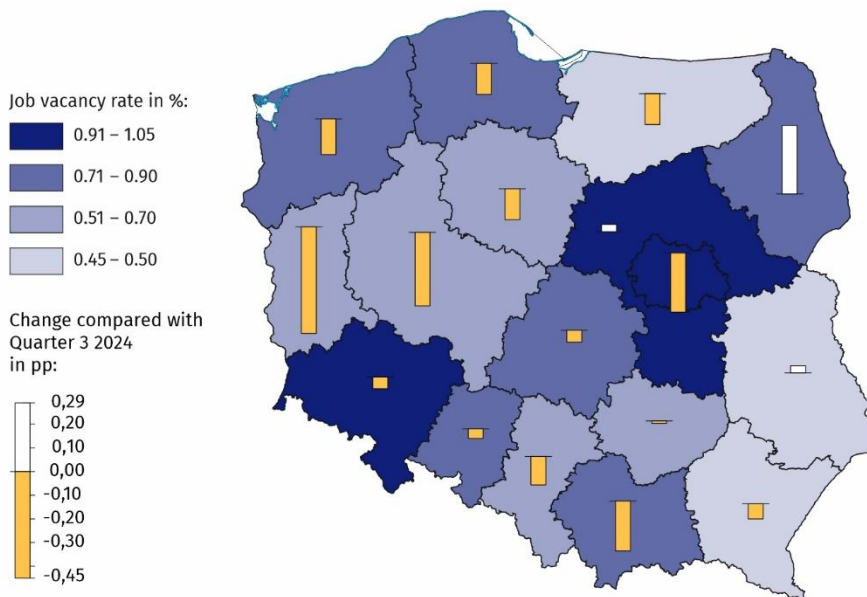 Job vacancy rate in %:
0.91 – 1.05
0.71 – 0.90
0.51 – 0.70
0.45 – 0.50
Change compared with
Quarter 3 2024
in pp:
0,29
0,20
0,10
0,00
-0,10
-0,20
-0,30
-0,45